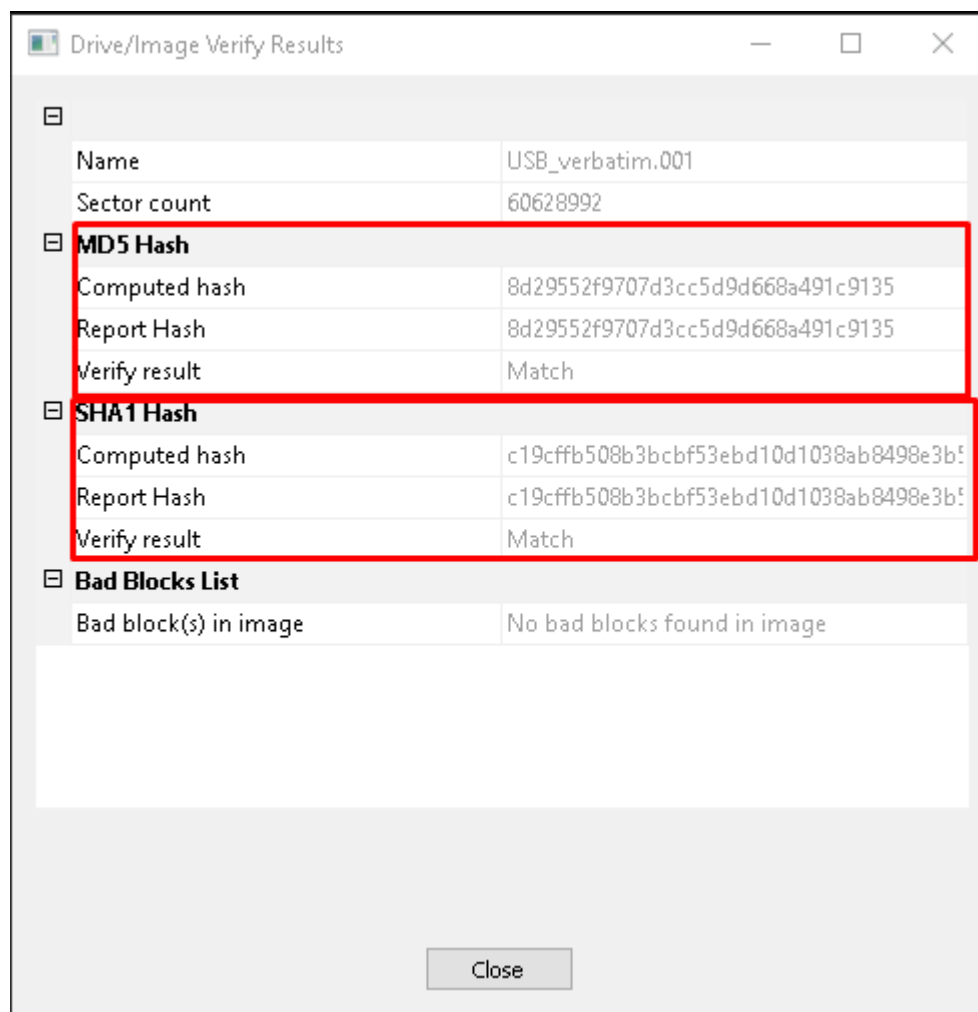 Drive/Image Verify Results
Name USB_verbatim.001
Sector count 60628992
MD5 Hash
Computed hash 8d29552f9707d3cc5d9d668a491c9135
Report Hash 8d29552f9707d3cc5d9d668a491c9135
Verify result Match
SHA1 Hash
Computed hash c19cffb508b3bcbf53ebd10d1038ab8498e3b5
Report Hash c19cffb508b3bcbf53ebd10d1038ab8498e3b5
Verify result Match
Bad Blocks List
Bad block(s) in image No bad blocks found in image
Close